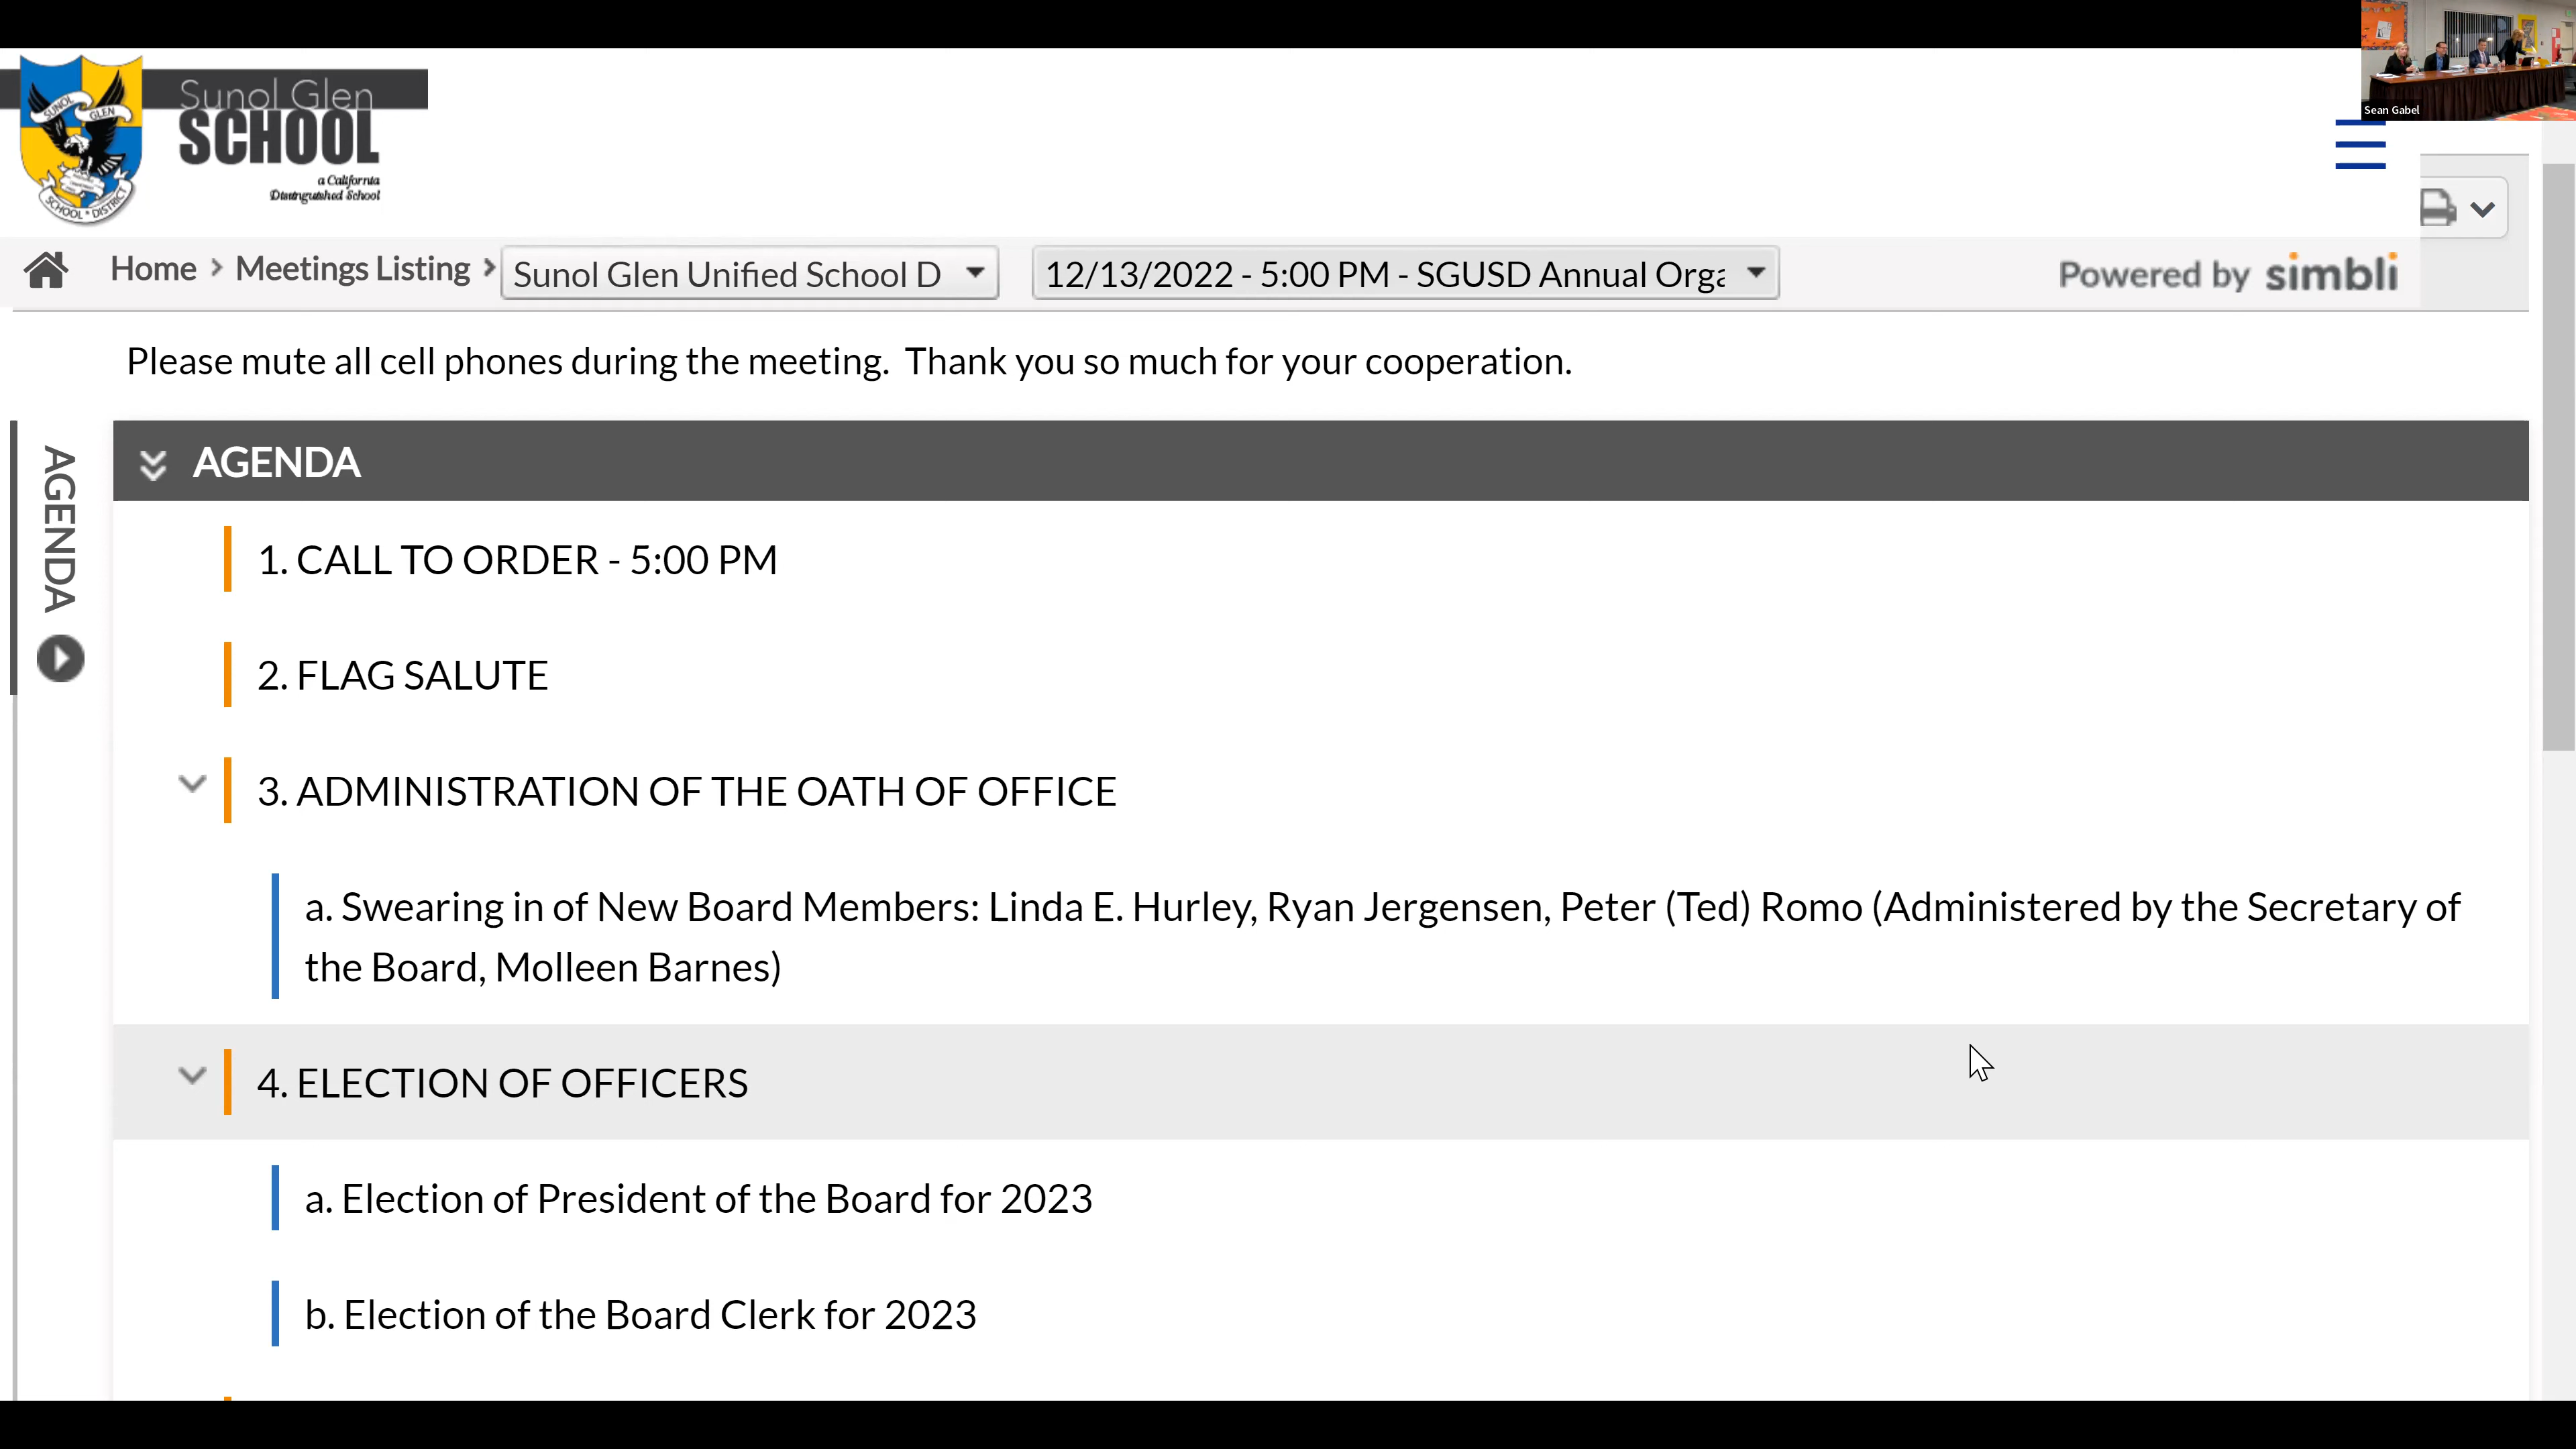 Sean Gabel
SUNOL GLEN
SCHOOL * DISTRICT
Sunol Glen
SCHOOL
a California
Distinguished School
Home > Meetings Listing > Sunol Glen Unified School D 12/13/2022 - 5:00 PM - SGUSD Annual Orga Powered by simbli
Please mute all cell phones during the meeting. Thank you so much for your cooperation.
AGENDA
AGENDA
1. CALL TO ORDER - 5:00 PM
2. FLAG SALUTE
3. ADMINISTRATION OF THE OATH OF OFFICE
a. Swearing in of New Board Members: Linda E. Hurley, Ryan Jergensen, Peter (Ted) Romo (Administered by the Secretary of
the Board, Molleen Barnes)
4. ELECTION OF OFFICERS
a. Election of President of the Board for 2023
b. Election of the Board Clerk for 2023